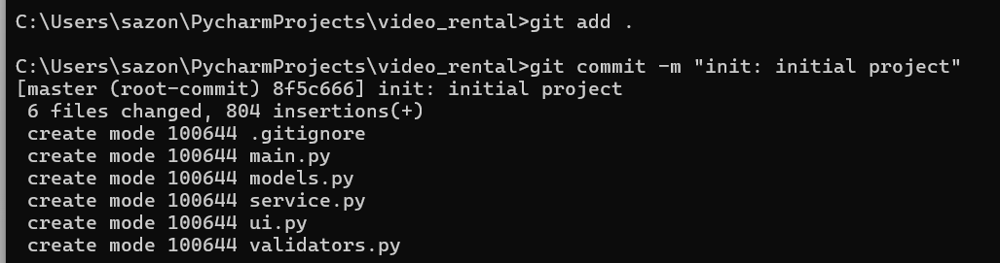 C:\Users\sazon\PycharmProjects\video_rental>git add .
C:\Users\sazon\PycharmProjects\video_rental>git commit -m "init: initial project"
[master (root-commit) 8f5c666] init: initial project
 6 files changed, 804 insertions(+)
 create mode 100644 .gitignore
 create mode 100644 main.py
 create mode 100644 models.py
 create mode 100644 service.py
 create mode 100644 ui.py
 create mode 100644 validators.py